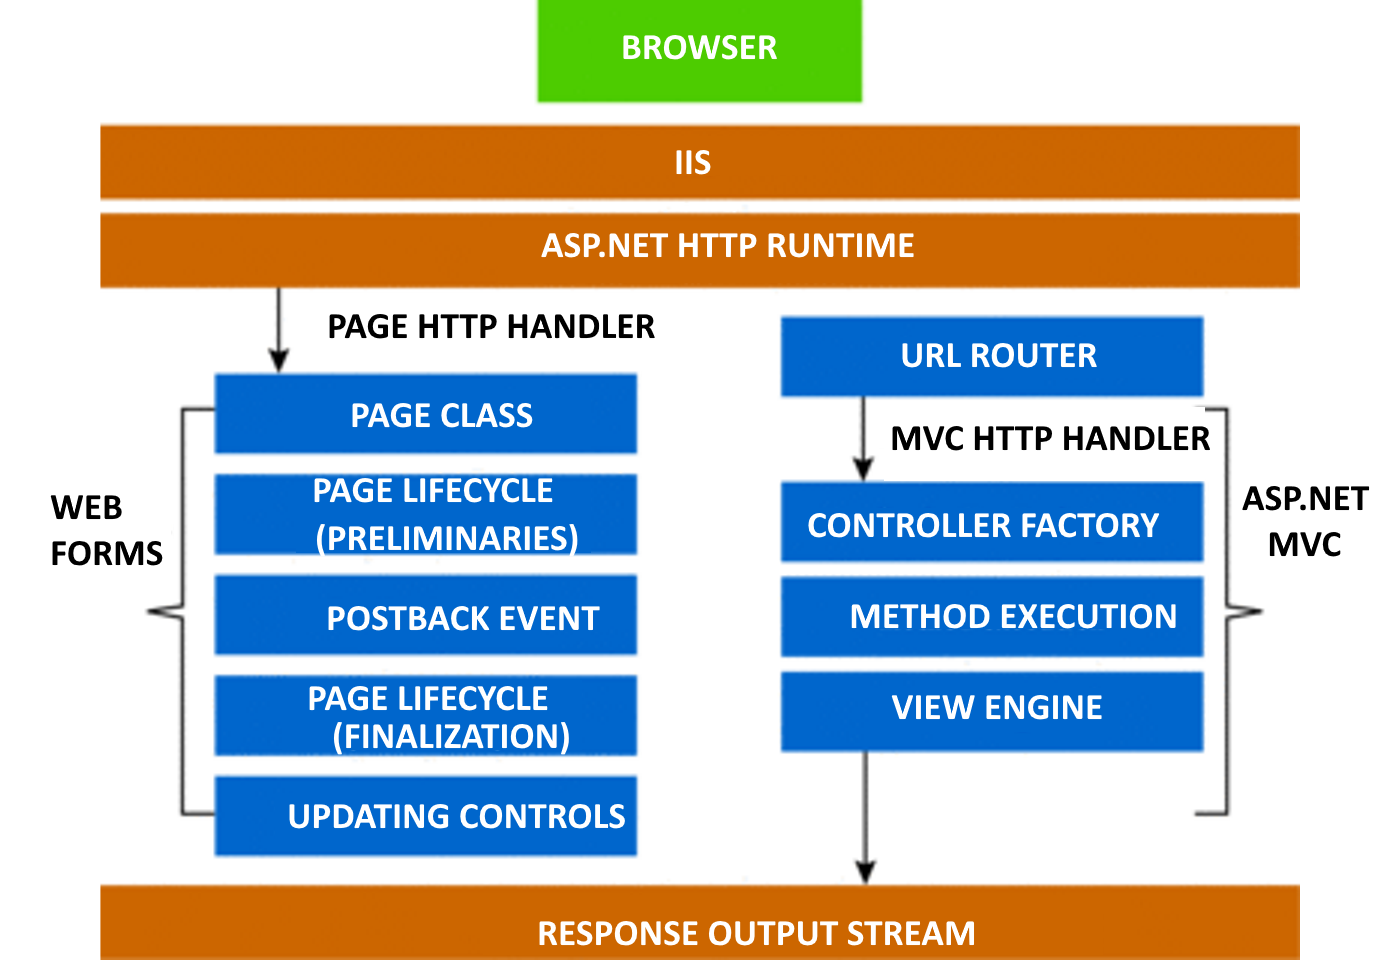 BROWSER
IIS
ASP.NET HTTP RUNTIME
PAGE HTTP HANDLER
PAGE CLASS
PAGE LIFECYCLE
(PRELIMINARIES)
POSTBACK EVENT
PAGE LIFECYCLE
(FINALIZATION)
UPDATING CONTROLS
WEB
FORMS
URL ROUTER
MVC HTTP HANDLER
CONTROLLER FACTORY
METHOD EXECUTION
VIEW ENGINE
ASP.NET
MVC
RESPONSE OUTPUT STREAM